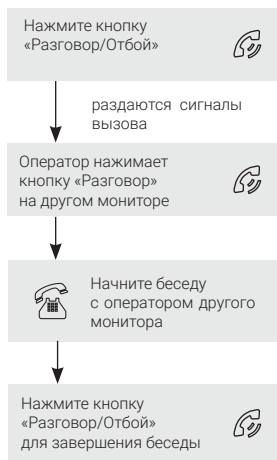 Нажмите кнопку
«Разговор/Отбой»
раздаются сигналы
вызова
Оператор нажимает
кнопку «Разговор»
на другом мониторе
Начните беседу
с оператором другого
монитора
Нажмите кнопку
«Разговор/Отбой»
для завершения беседы